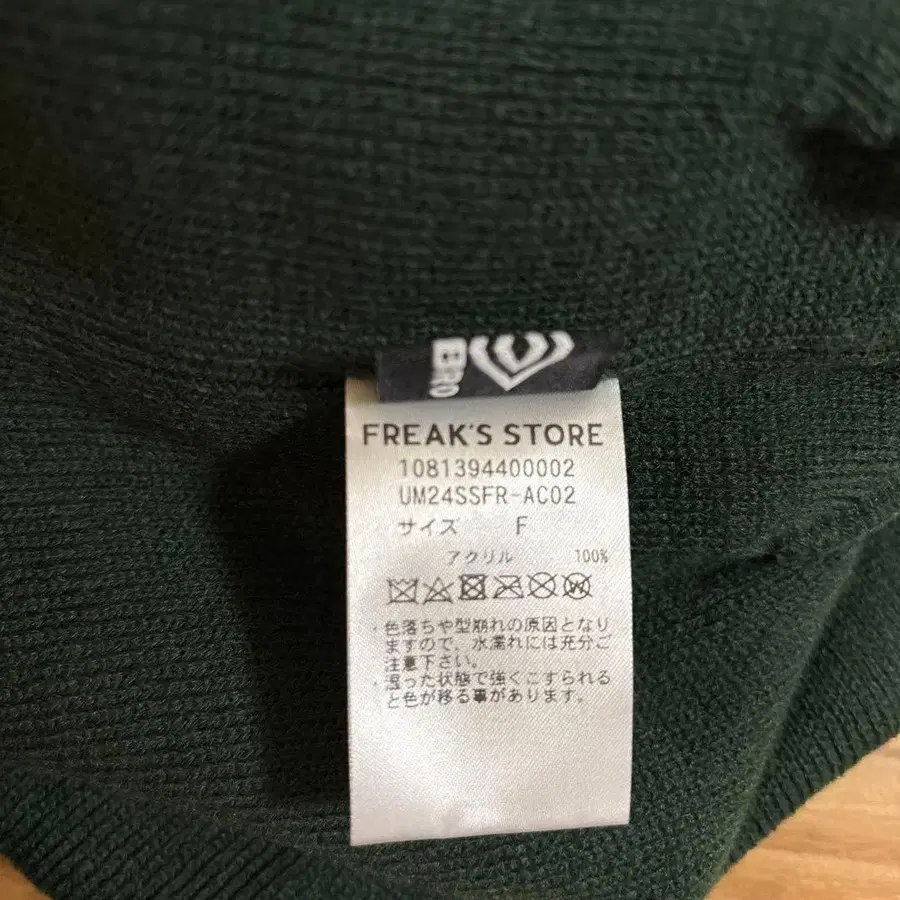 BRO
FREAK'S STORE
1081394400002
UM24SSFR-AC02
サイズ F
アクリル 100%
・色落ちや型崩れの原因となり
ますので、水濡れには充分ご
注意下さい。
・湿った状態で強くこすられる
と色が移る事があります。